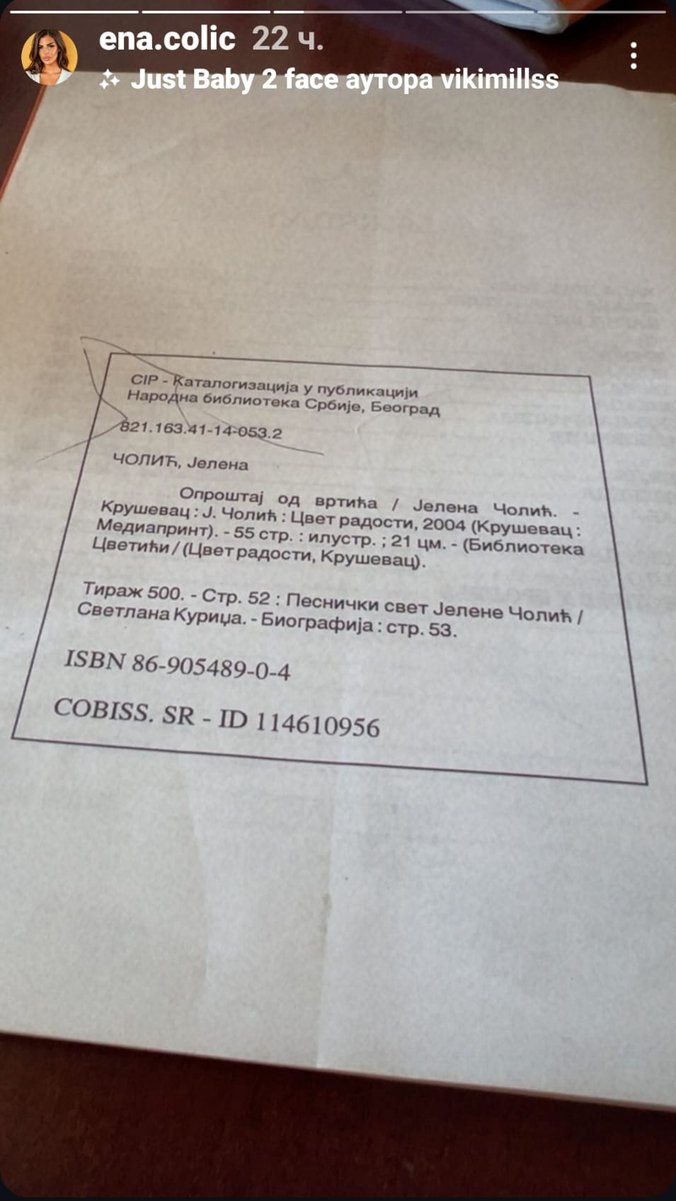 ena.colic 22 ч.
Just Baby 2 face аутора vikimillss
CIP - Каталогизација у публикацији
Народна библиотека Србије, Београд
821.163.41-14-053.2
ЧОЛИЋ, Јелена
Опроштај од вртића / Јелена Чолић. -
Крушевац : Ј. Чолић : Цвет радости, 2004 (Крушевац :
Медиапринт). - 55 стр. : илустр. ; 21 цм. - (Библиотека
Цветићи / (Цвет радости, Крушевац).
Тираж 500. - Стр. 52 : Песнички свет Јелене Чолић /
Светлана Куриџа. - Биографија : стр. 53.
ISBN 86-905489-0-4
COBISS. SR - ID 114610956